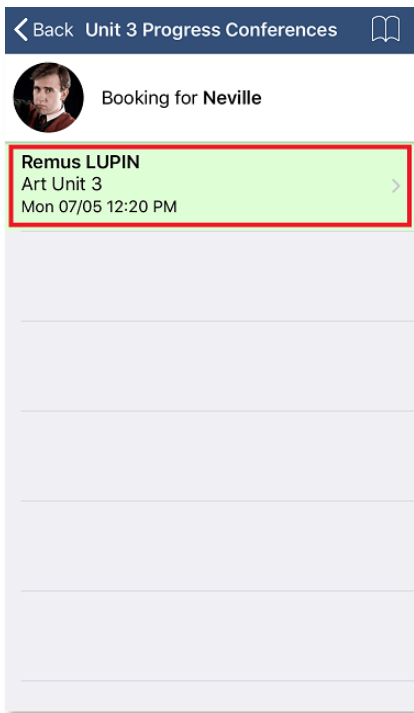 Back Unit 3 Progress Conferences
Booking for Neville
Remus LUPIN
Art Unit 3
Mon 07/05 12:20 PM